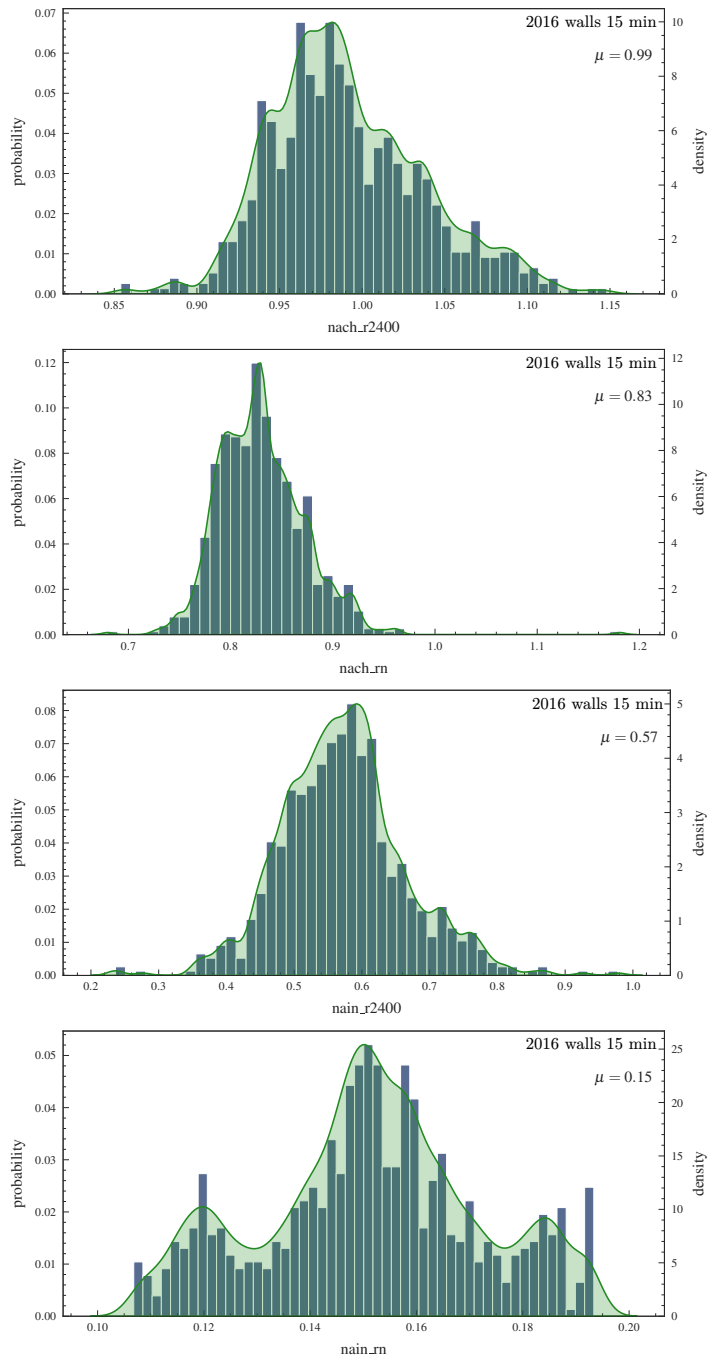 2016 walls 15 min
μ = 0.99
probability
density
0.00 0.01 0.02 0.03 0.04 0.05 0.06 0.07
0 2 4 6 8 10
0.85 0.90 0.95 1.00 1.05 1.10 1.15
nach_r2400
2016 walls 15 min
μ = 0.83
probability
density
0.00 0.02 0.04 0.06 0.08 0.10 0.12
0 2 4 6 8 10 12
0.7 0.8 0.9 1.0 1.1 1.2
nach_rn
2016 walls 15 min
μ = 0.57
probability
density
0.00 0.01 0.02 0.03 0.04 0.05 0.06 0.07 0.08
0 1 2 3 4 5
0.2 0.3 0.4 0.5 0.6 0.7 0.8 0.9 1.0
nain_r2400
2016 walls 15 min
μ = 0.15
probability
density
0.00 0.01 0.02 0.03 0.04 0.05
0 5 10 15 20 25
0.10 0.12 0.14 0.16 0.18 0.20
nain_rn